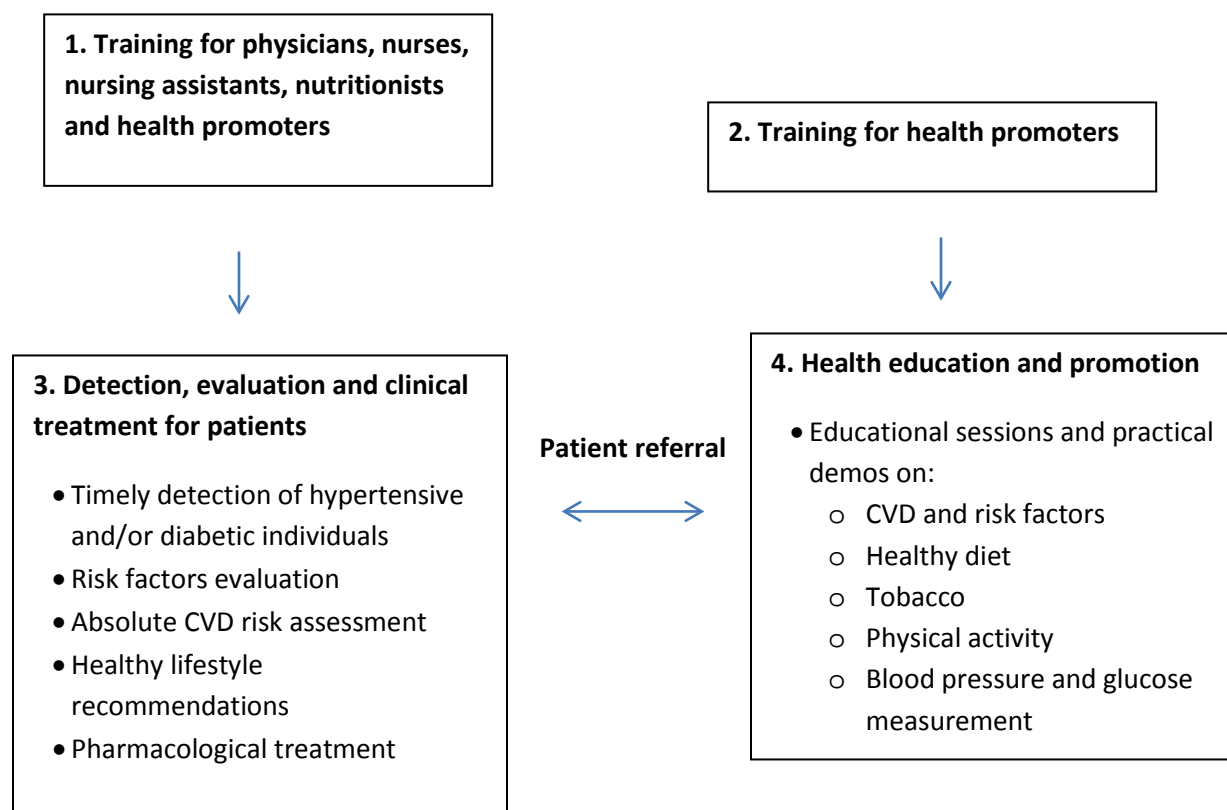 1. Training for physicians, nurses,
nursing assistants, nutritionists
and health promoters
2. Training for health promoters
3. Detection, evaluation and clinical
treatment for patients
• Timely detection of hypertensive
and/or diabetic individuals
• Risk factors evaluation
• Absolute CVD risk assessment
• Healthy lifestyle
recommendations
• Pharmacological treatment
Patient referral
4. Health education and promotion
• Educational sessions and practical
demos on:
o CVD and risk factors
o Healthy diet
o Tobacco
o Physical activity
o Blood pressure and glucose
measurement